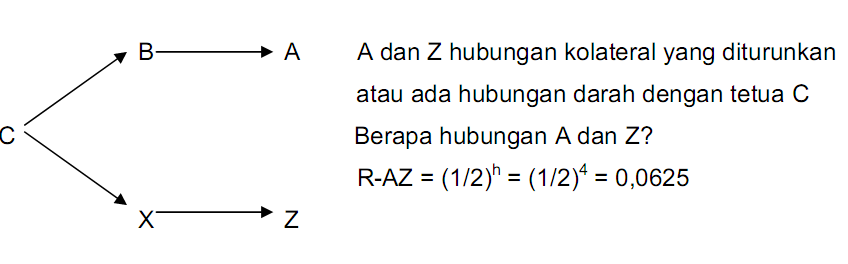 B A A dan Z hubungan kolateral yang diturunkan
atau ada hubungan darah dengan tetua C
C Berapa hubungan A dan Z?
R-AZ = (1/2)^h = (1/2)^4 = 0,0625
X Z